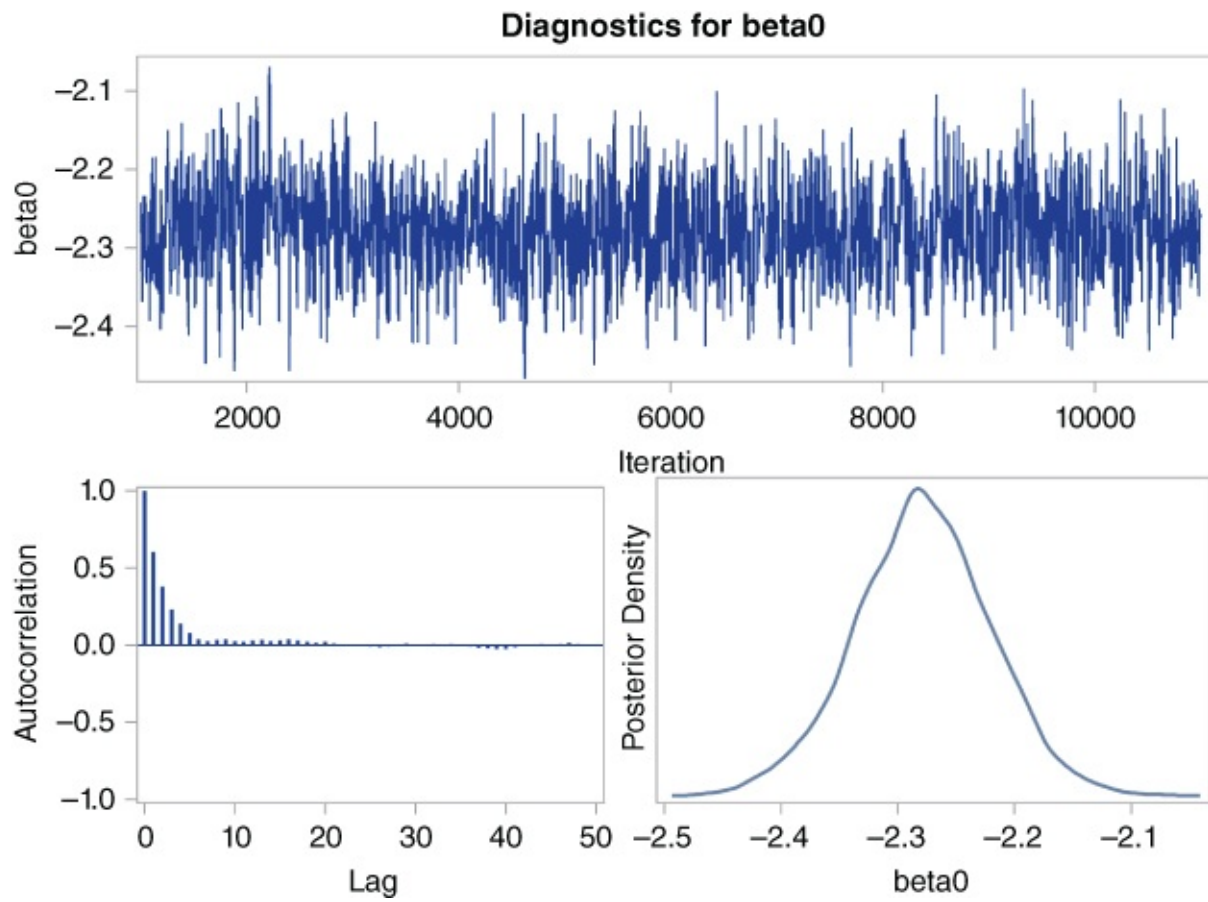 Diagnostics for beta0
beta0
−2.1
−2.2
−2.3
−2.4
2000 4000 6000 8000 10000
Iteration
Autocorrelation
1.0
0.5
0.0
−0.5
−1.0
0 10 20 30 40 50
Lag
Posterior Density
−2.5 −2.4 −2.3 −2.2 −2.1
beta0